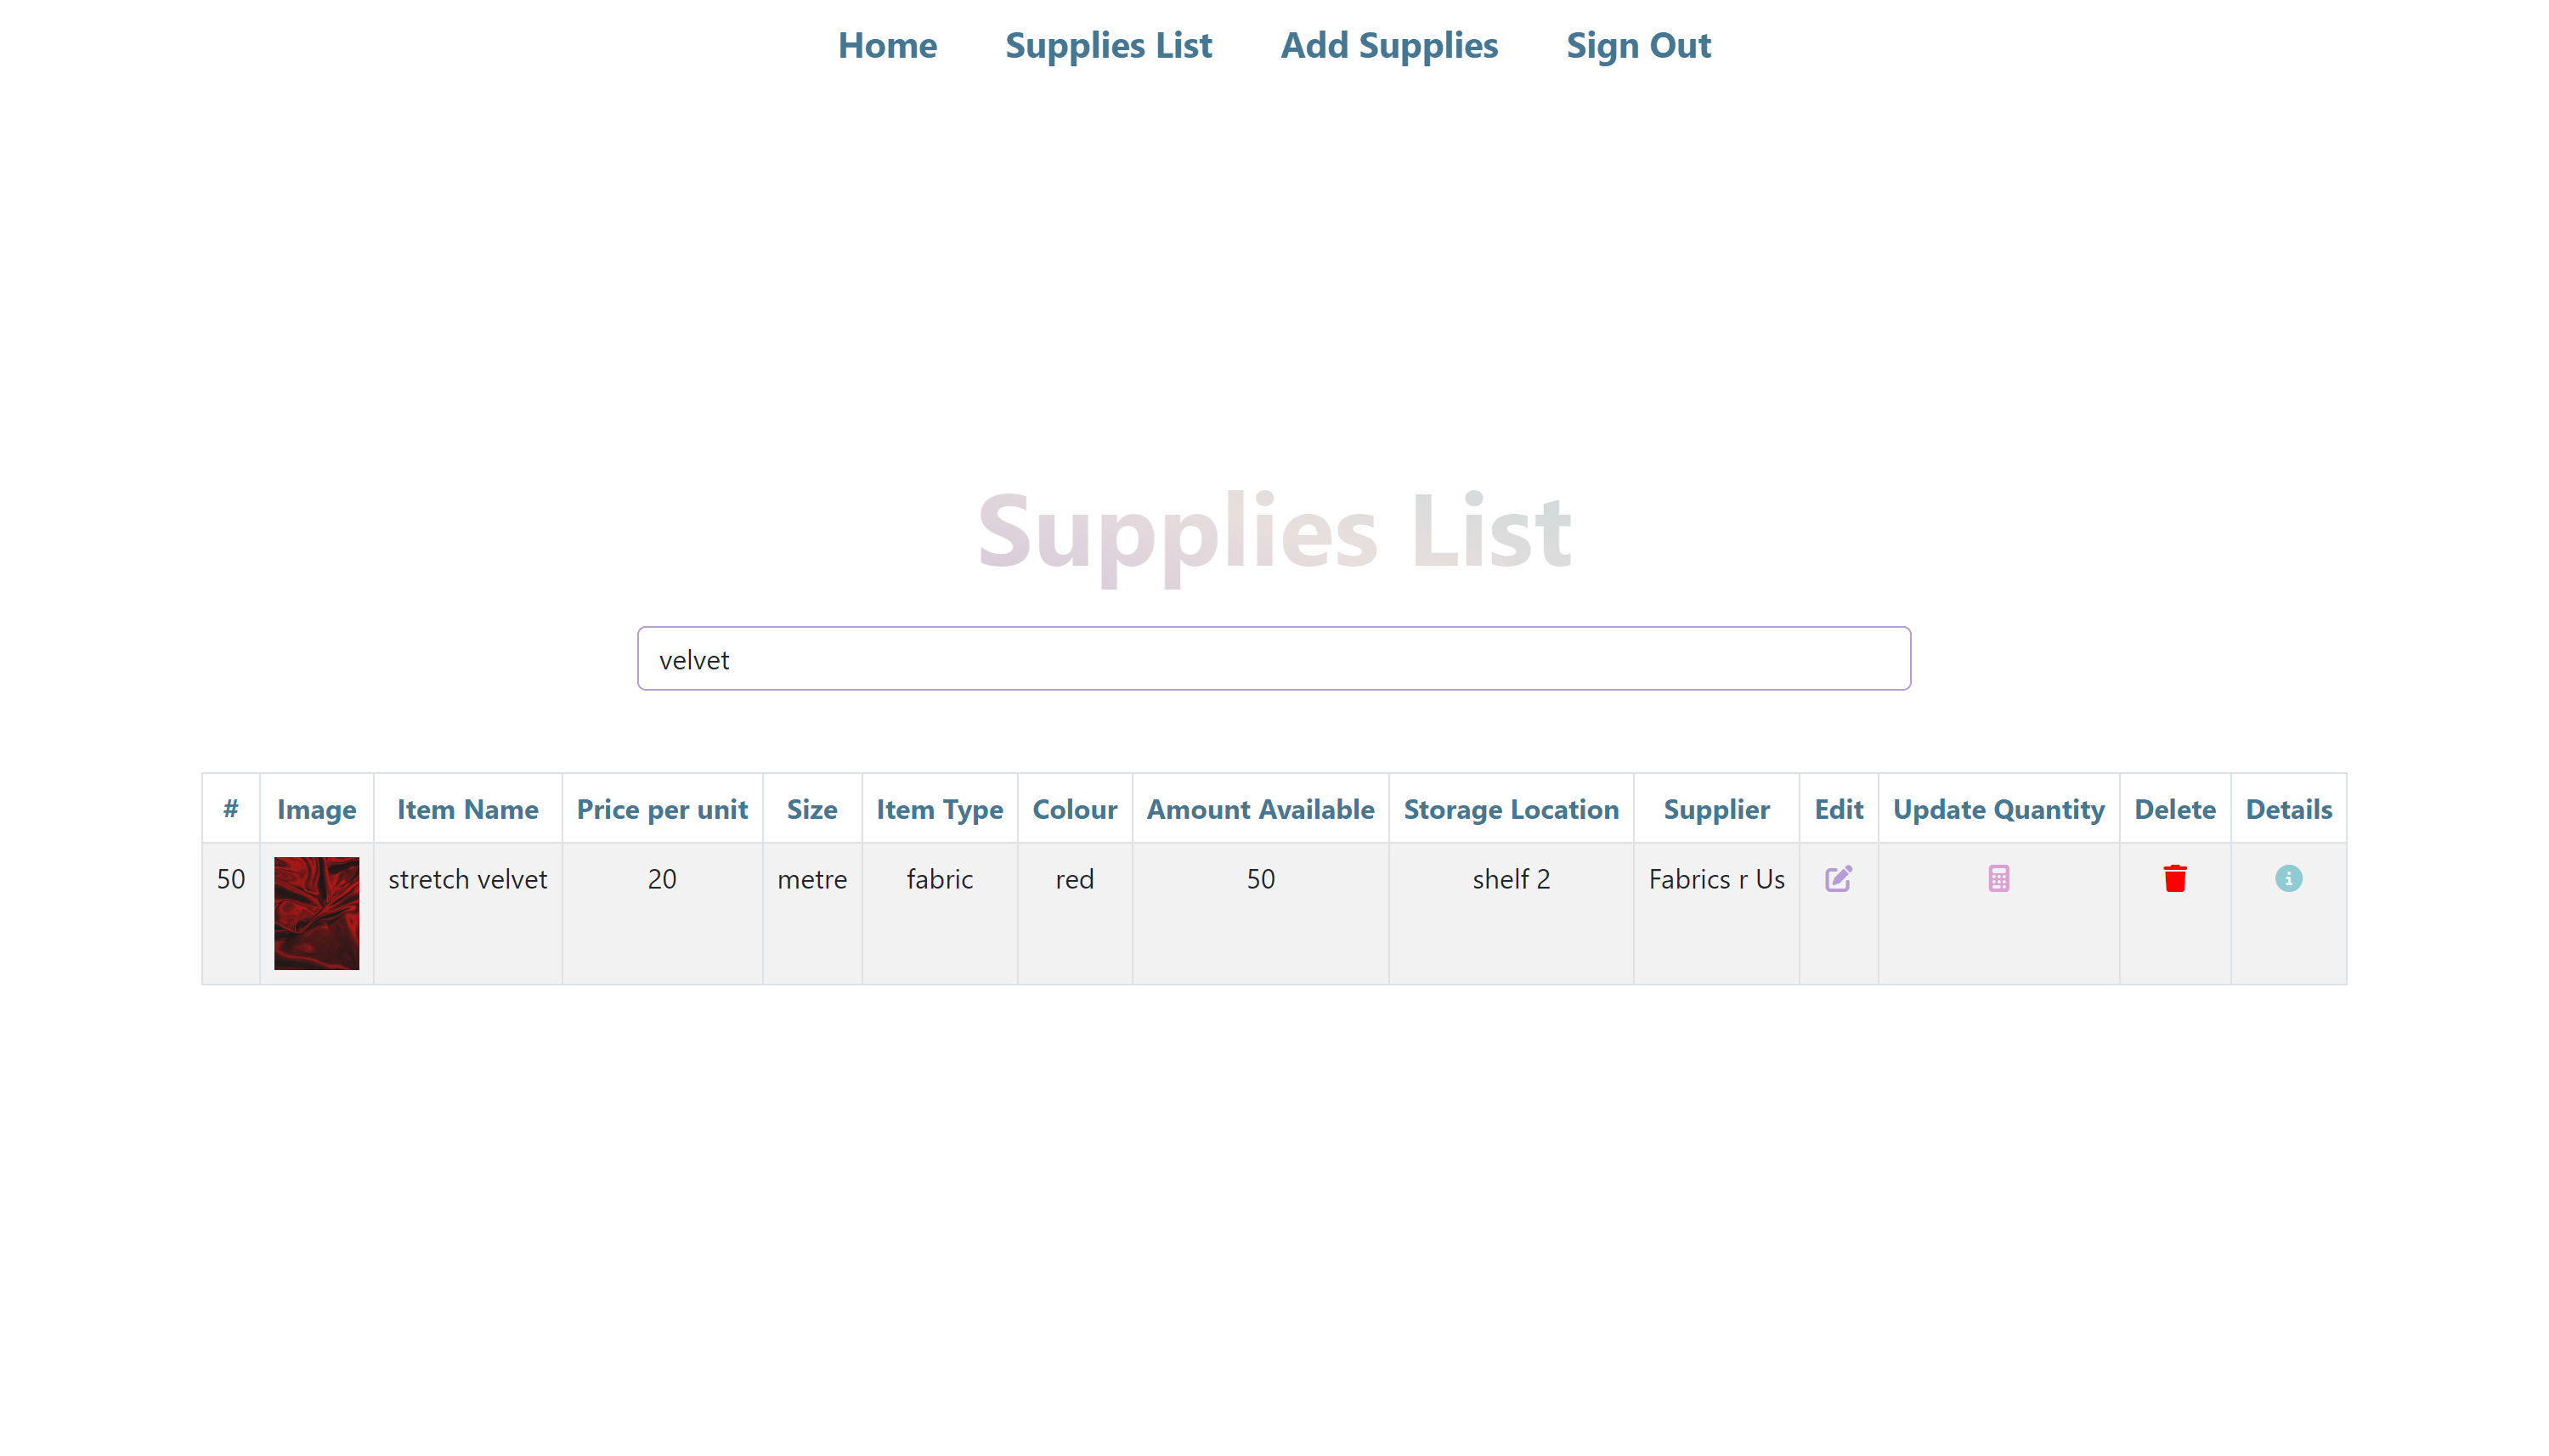 Home Supplies List Add Supplies Sign Out
Supplies List
velvet
# Image Item Name Price per unit Size Item Type Colour Amount Available Storage Location Supplier Edit Update Quantity Delete Details
50 stretch velvet 20 metre fabric red 50 shelf 2 Fabrics r Us